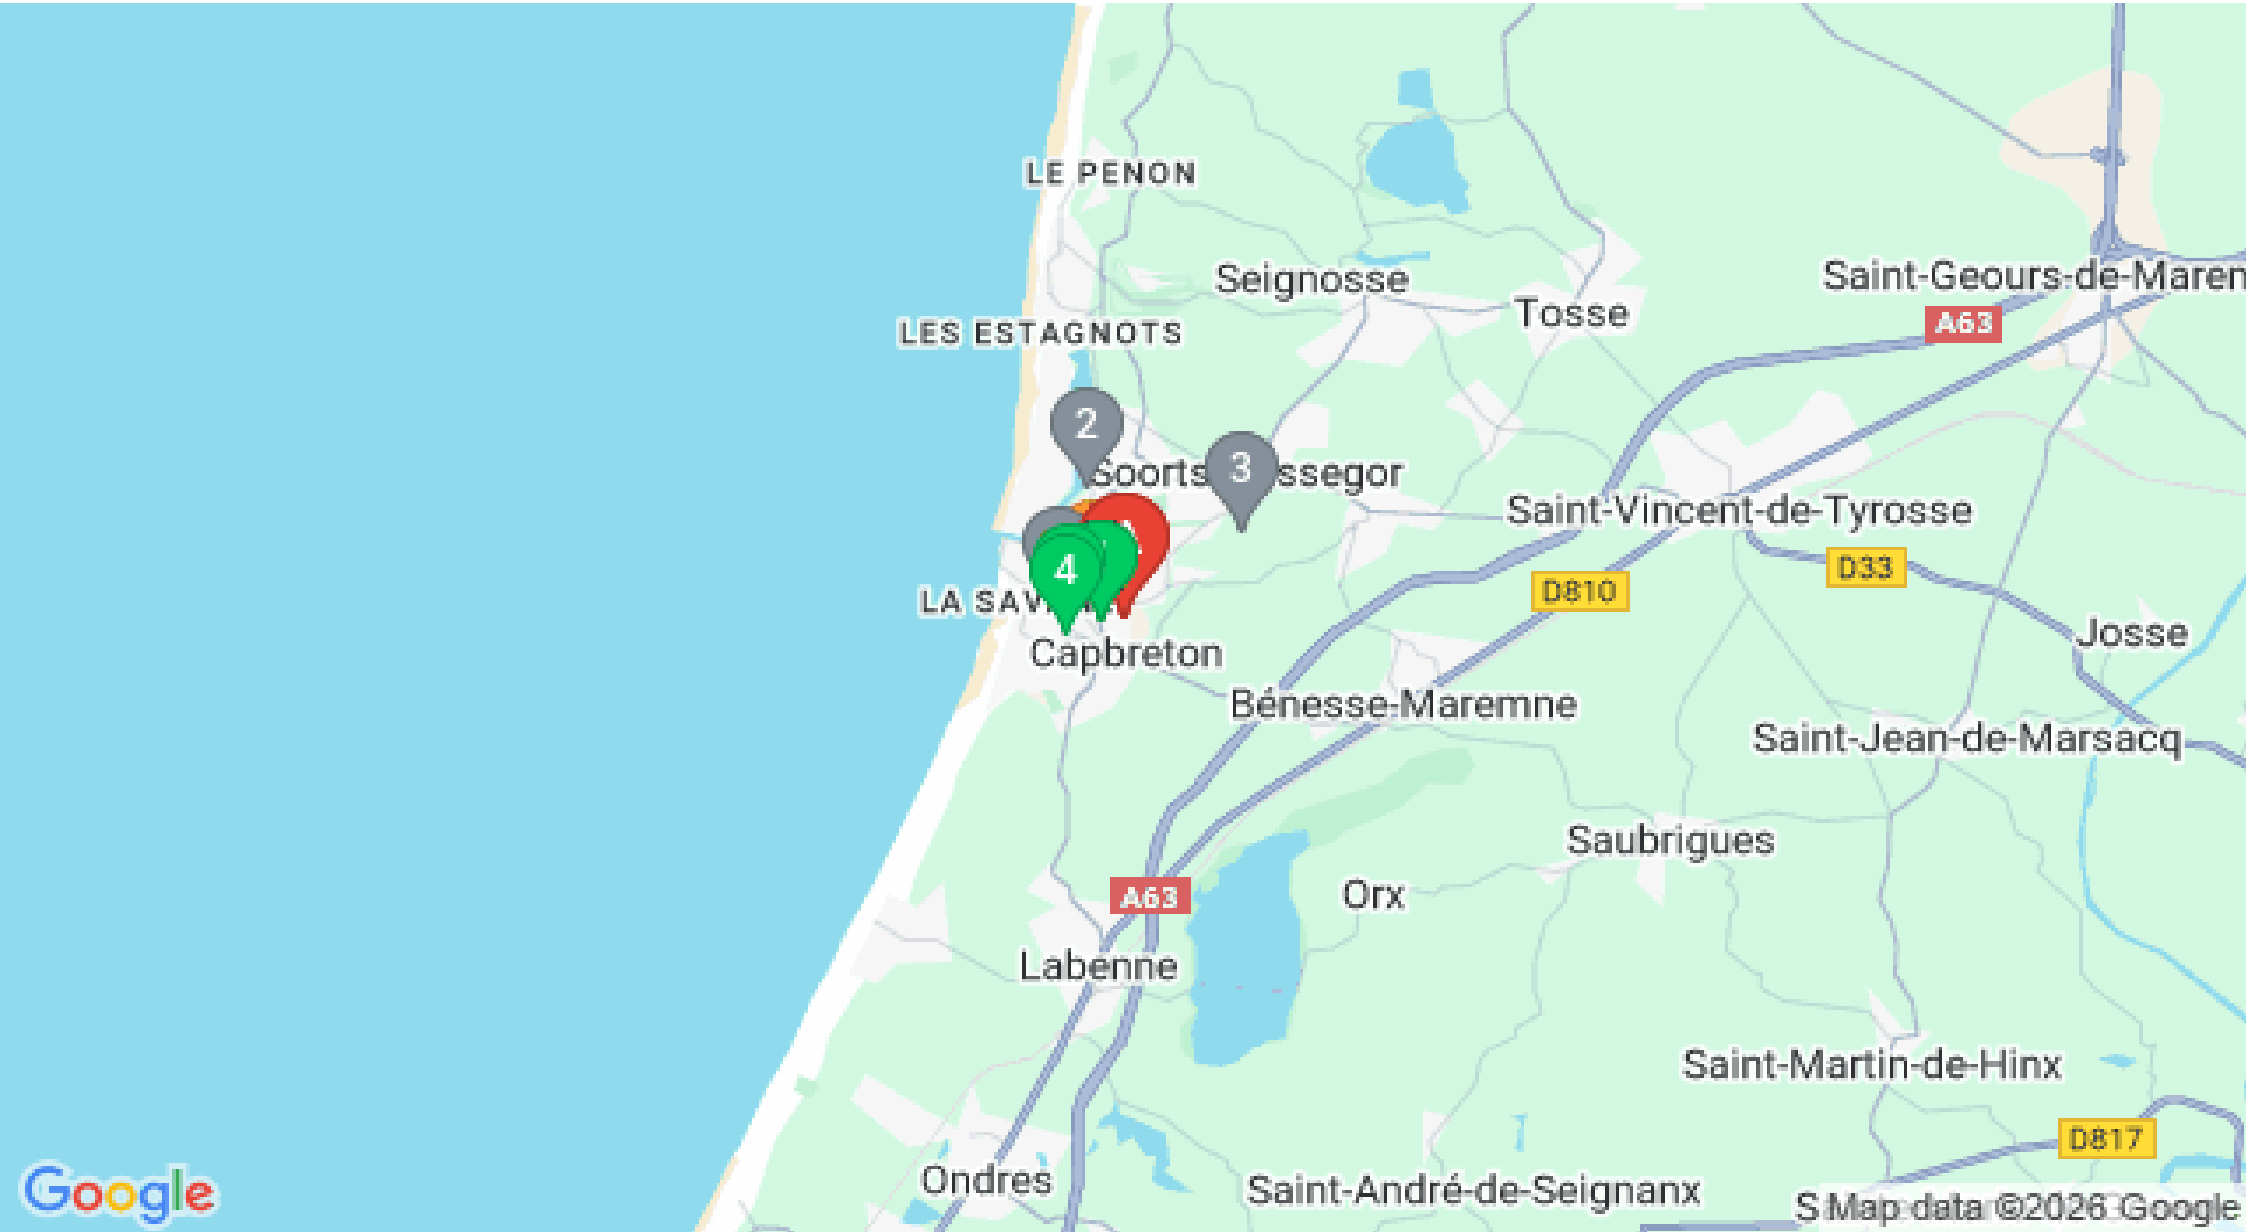 LE PENON
Seignosse
Saint-Geours-de-Marem
Tosse
A63
LES ESTAGNOTS
2
3
Saint-Vincent-de-Tyrosse
D33
D810
4
Josse
Capbreton
Bénesse-Maremne
Saint-Jean-de-Marsacq
Saubrigues
A63
Orx
Labenne
Saint-Martin-de-Hinx
D817
Ondres
Saint-André-de-Seignanx
Google
Map data ©2026 Google